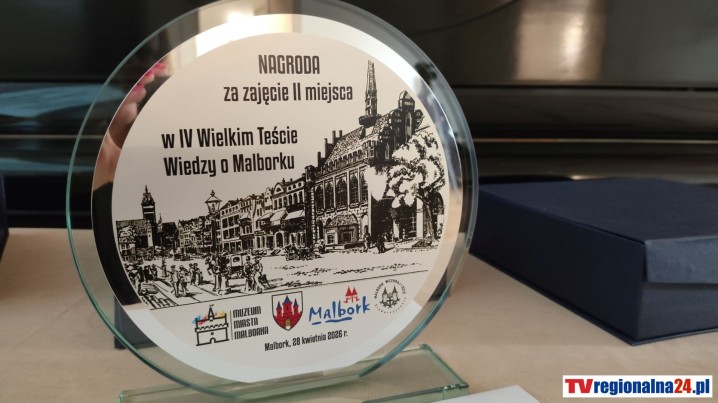 NAGRODA
za zajęcie II miejsca
w IV Wielkim Teście
Wiedzy o Malborku
MUZEUM
MIASTA
MALBORKA
Malbork
Malbork, 28 kwietnia 2026 r.
TVregionalna24.pl